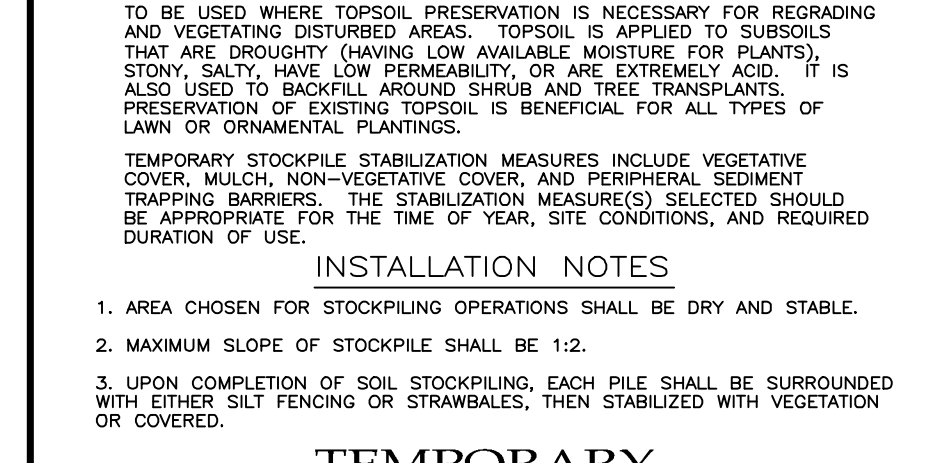 TO BE USED WHERE TOPSOIL PRESERVATION IS NECESSARY FOR REGRADING
AND VEGETATING DISTURBED AREAS. TOPSOIL IS APPLIED TO SUBSOILS
THAT ARE DROUGHTY (HAVING LOW AVAILABLE MOISTURE FOR PLANTS),
STONY, SALTY, HAVE LOW PERMEABILITY, OR ARE EXTREMELY ACID. IT IS
ALSO USED TO BACKFILL AROUND SHRUB AND TREE TRANSPLANTS.
PRESERVATION OF EXISTING TOPSOIL IS BENEFICIAL FOR ALL TYPES OF
LAWN OR ORNAMENTAL PLANTINGS.
TEMPORARY STOCKPILE STABILIZATION MEASURES INCLUDE VEGETATIVE
COVER, MULCH, NON-VEGETATIVE COVER, AND PERIPHERAL SEDIMENT
TRAPPING BARRIERS. THE STABILIZATION MEASURE(S) SELECTED SHOULD
BE APPROPRIATE FOR THE TIME OF YEAR, SITE CONDITIONS, AND REQUIRED
DURATION OF USE.
INSTALLATION NOTES
1. AREA CHOSEN FOR STOCKPILING OPERATIONS SHALL BE DRY AND STABLE.
2. MAXIMUM SLOPE OF STOCKPILE SHALL BE 1:2.
3. UPON COMPLETION OF SOIL STOCKPILING, EACH PILE SHALL BE SURROUNDED
WITH EITHER SILT FENCING OR STRAWBALES, THEN STABILIZED WITH VEGETATION
OR COVERED.
TEMPORARY